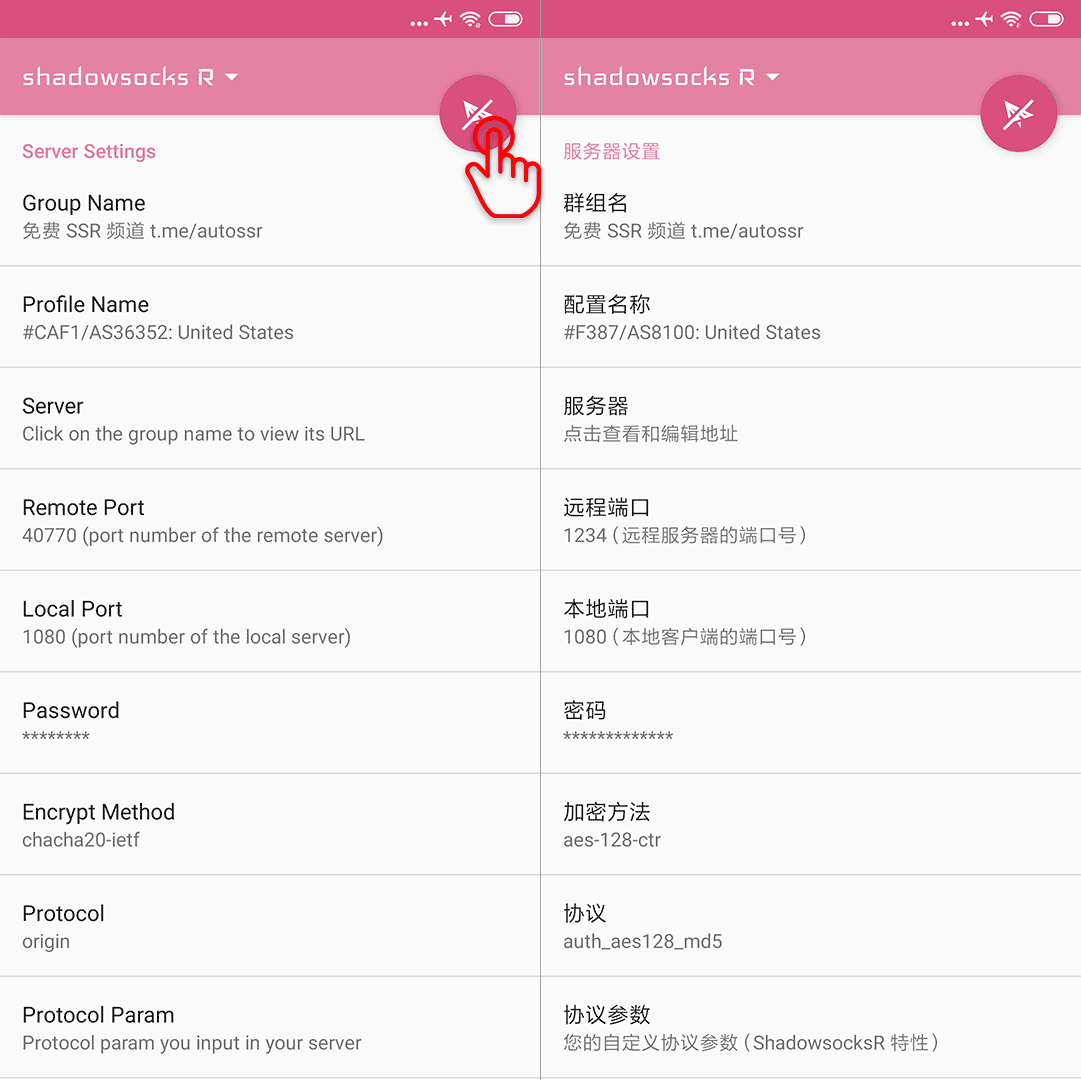 shadowsocks R
Server Settings
Group Name
免费 SSR 频道 t.me/autossr
Profile Name
#CAF1/AS36352: United States
Server
Click on the group name to view its URL
Remote Port
40770 (port number of the remote server)
Local Port
1080 (port number of the local server)
Password
********
Encrypt Method
chacha20-ietf
Protocol
origin
Protocol Param
Protocol param you input in your server
shadowsocks R
服务器设置
群组名
免费 SSR 频道 t.me/autossr
配置名称
#F387/AS8100: United States
服务器
点击查看和编辑地址
远程端口
1234（远程服务器的端口号）
本地端口
1080（本地客户端的端口号）
密码
*************
加密方法
aes-128-ctr
协议
auth_aes128_md5
协议参数
您的自定义协议参数（ShadowsocksR 特性）